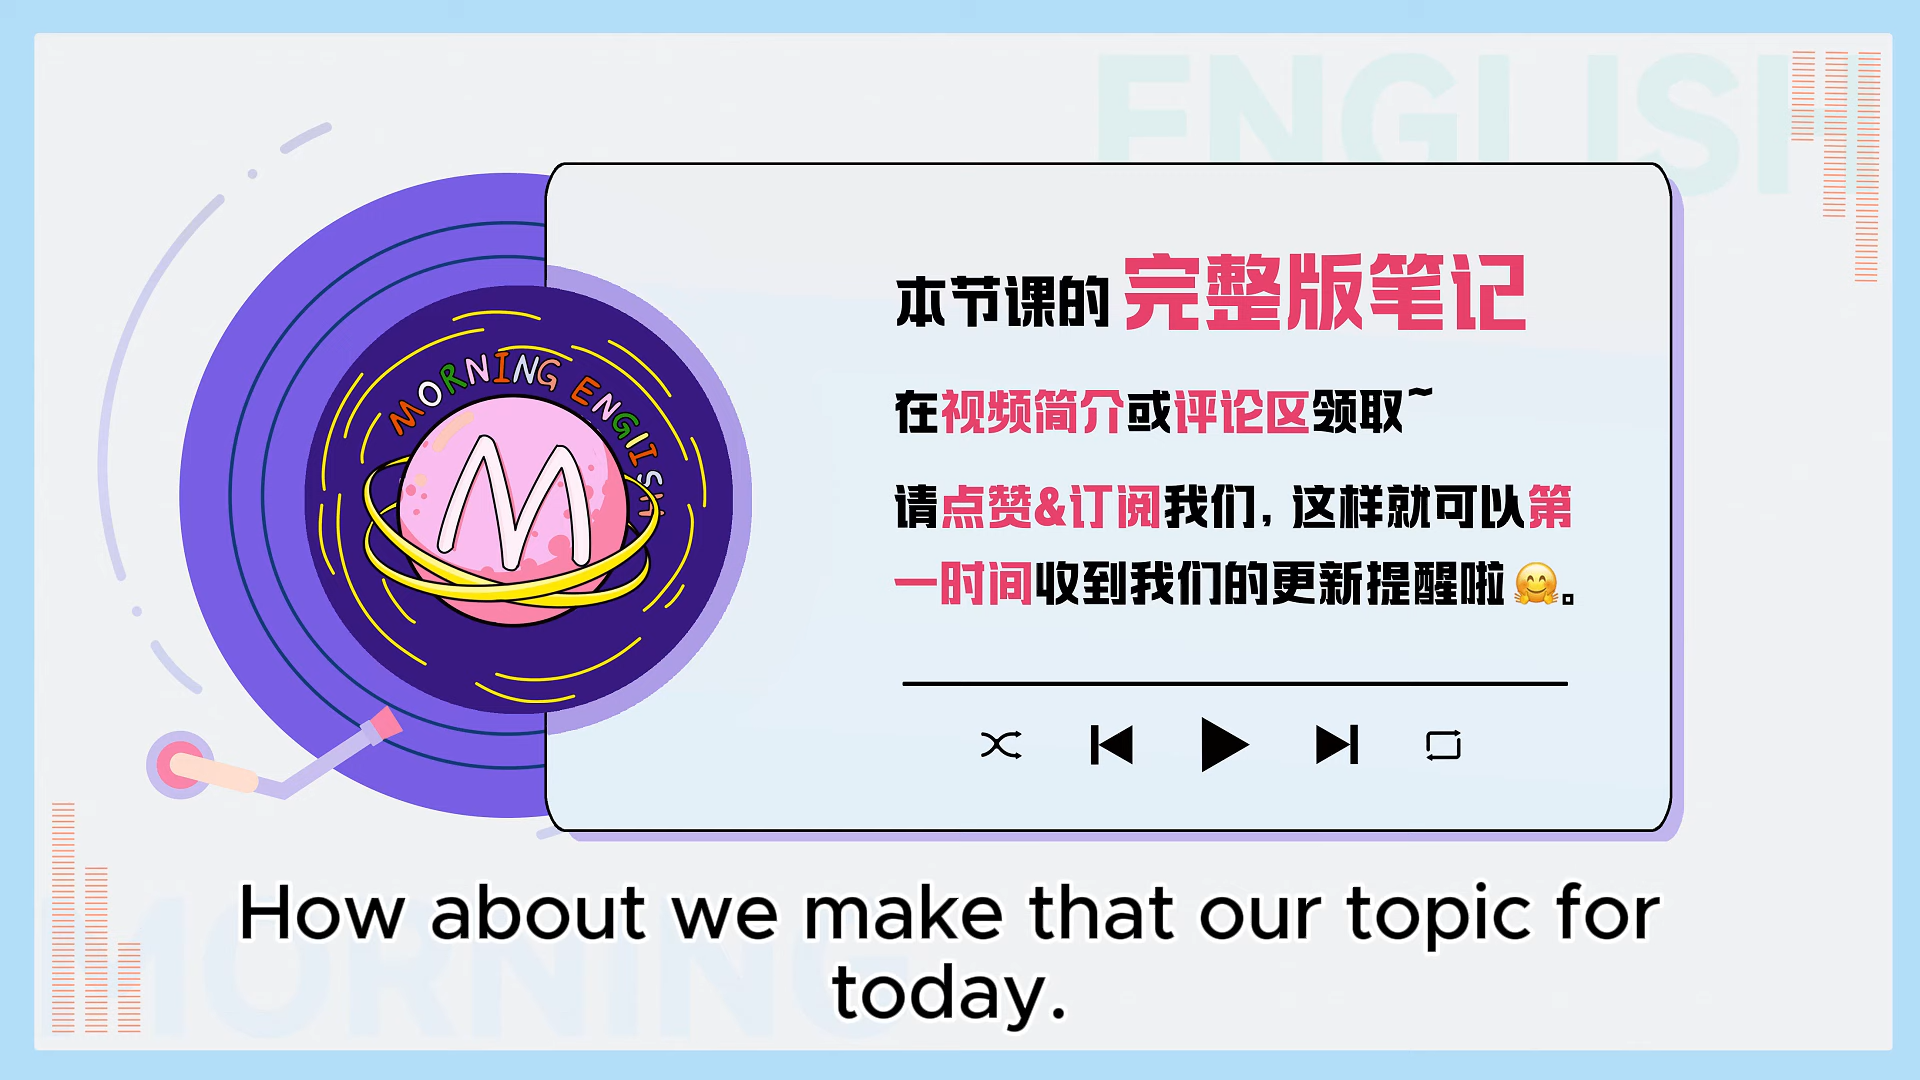 ENGLISH
本节课的 完整版笔记
在视频简介或评论区领取~
请点赞&订阅我们，这样就可以第
一时间收到我们的更新提醒啦🤗。
MORNING ENGLISH
M
How about we make that our topic for
today.
MORNING